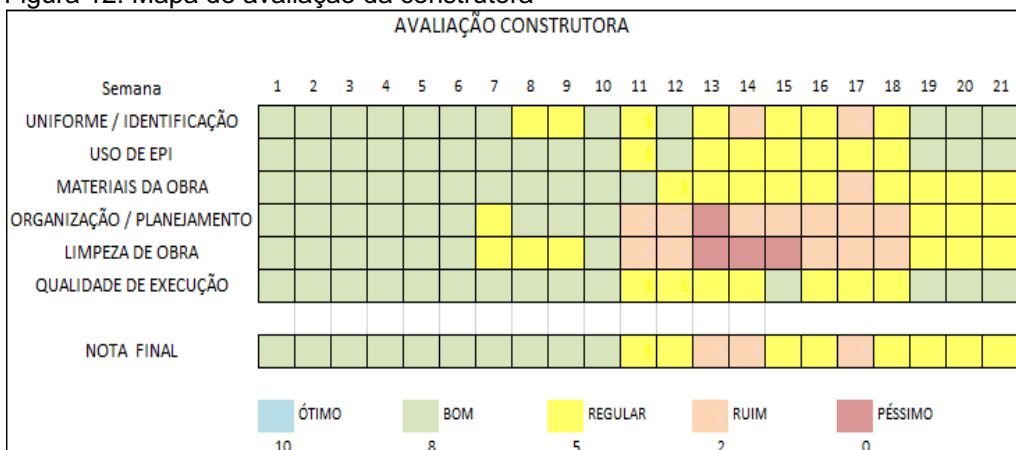 Figura 12: Mapa de avaliação da construtora
AVALIAÇÃO CONSTRUTORA
Semana 1 2 3 4 5 6 7 8 9 10 11 12 13 14 15 16 17 18 19 20 21
UNIFORME / IDENTIFICAÇÃO
USO DE EPI
MATERIAIS DA OBRA
ORGANIZAÇÃO / PLANEJAMENTO
LIMPEZA DE OBRA
QUALIDADE DE EXECUÇÃO
NOTA FINAL
ÓTIMO BOM REGULAR RUIM PÉSSIMO
10 8 5 2 0